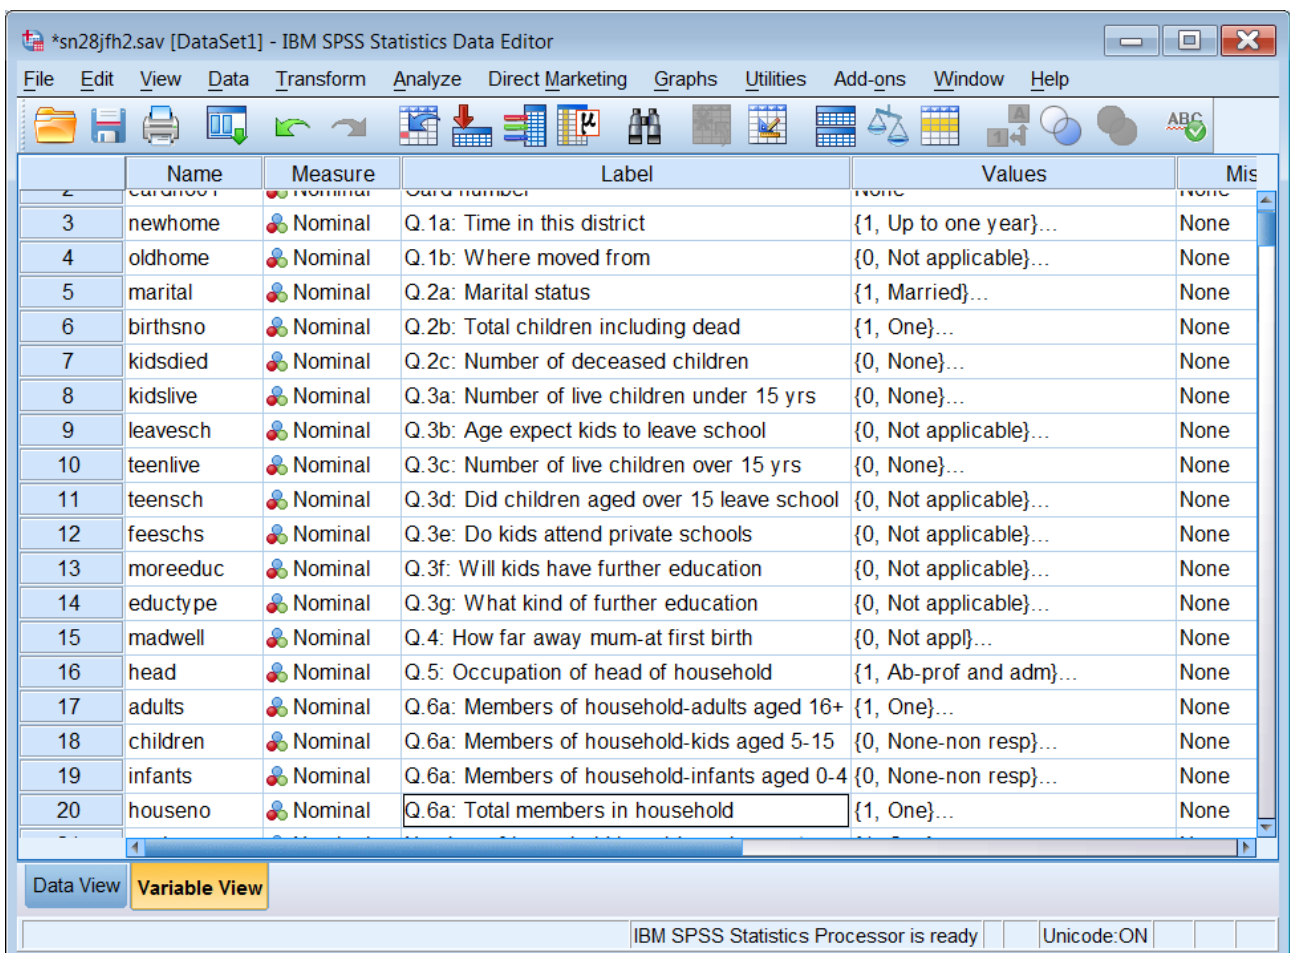 *sn28jfh2.sav [DataSet1] - IBM SPSS Statistics Data Editor
File Edit View Data Transform Analyze Direct Marketing Graphs Utilities Add-ons Window Help
A 1 4 ABC
Name Measure Label Values Mis
2 cardno01 Nominal Card number None None
3 newhome Nominal Q.1a: Time in this district {1, Up to one year}... None
4 oldhome Nominal Q.1b: Where moved from {0, Not applicable}... None
5 marital Nominal Q.2a: Marital status {1, Married}... None
6 birthsno Nominal Q.2b: Total children including dead {1, One}... None
7 kidsdied Nominal Q.2c: Number of deceased children {0, None}... None
8 kidslive Nominal Q.3a: Number of live children under 15 yrs {0, None}... None
9 leavesch Nominal Q.3b: Age expect kids to leave school {0, Not applicable}... None
10 teenlive Nominal Q.3c: Number of live children over 15 yrs {0, None}... None
11 teensch Nominal Q.3d: Did children aged over 15 leave school {0, Not applicable}... None
12 feeschs Nominal Q.3e: Do kids attend private schools {0, Not applicable}... None
13 moreeduc Nominal Q.3f: Will kids have further education {0, Not applicable}... None
14 eductype Nominal Q.3g: What kind of further education {0, Not applicable}... None
15 madwell Nominal Q.4: How far away mum-at first birth {0, Not appl}... None
16 head Nominal Q.5: Occupation of head of household {1, Ab-prof and adm}... None
17 adults Nominal Q.6a: Members of household-adults aged 16+ {1, One}... None
18 children Nominal Q.6a: Members of household-kids aged 5-15 {0, None-non resp}... None
19 infants Nominal Q.6a: Members of household-infants aged 0-4 {0, None-non resp}... None
20 houseno Nominal Q.6a: Total members in household {1, One}... None
Data View Variable View
IBM SPSS Statistics Processor is ready Unicode:ON